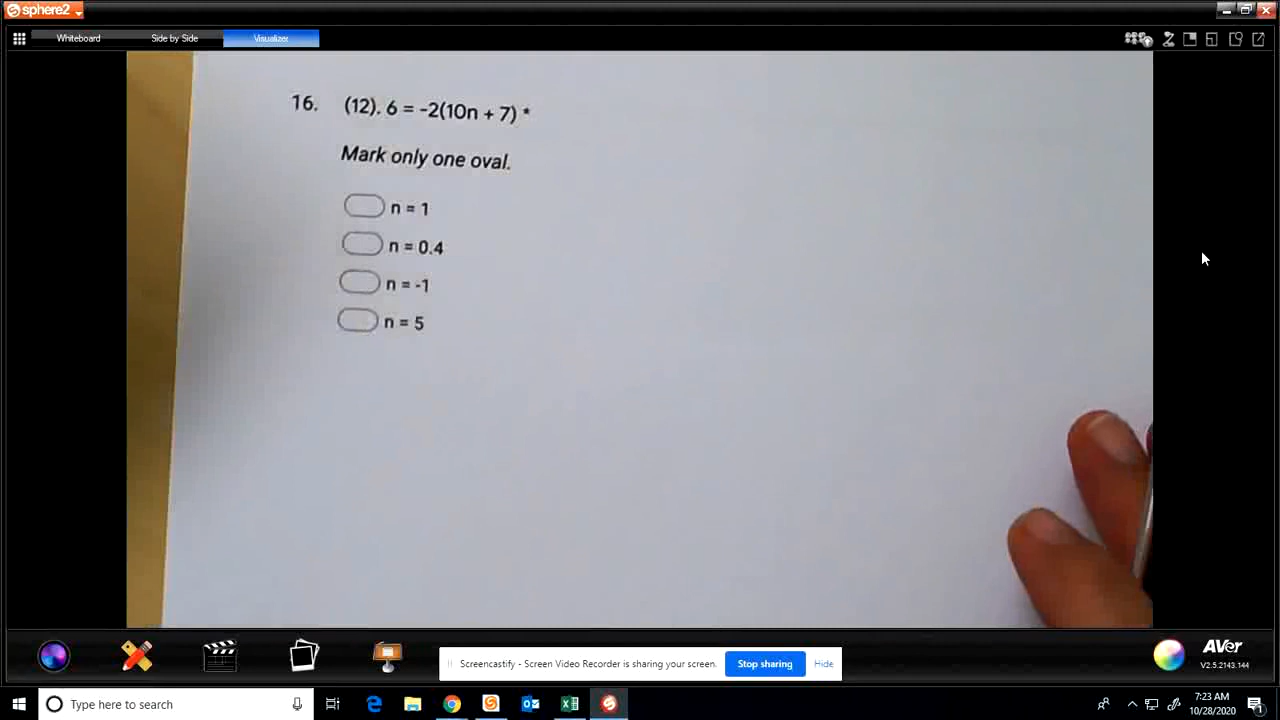 sphere2
Whiteboard
Side by Side
Visualizer
16. (12). 6 = -2(10n + 7) *
Mark only one oval.
n = 1
n = 0.4
n = -1
n = 5
Screencastify - Screen Video Recorder is sharing your screen.
Stop sharing
Hide
AVer
V2.5.2143.144
Type here to search
7:23 AM
10/28/2020
1